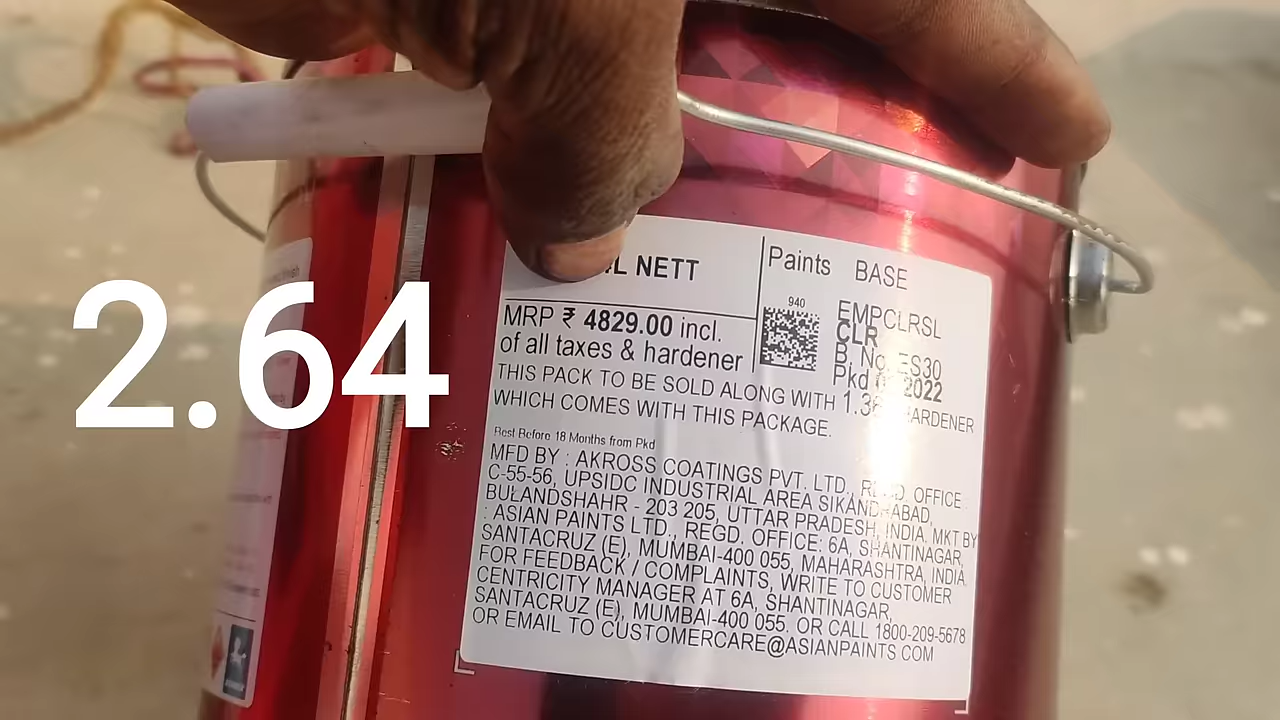 2.64
L NETT
MRP ₹ 4829.00 incl.
of all taxes & hardener
Paints BASE
940
EMPCLRSL
CLR
B. No. ES30
Pkd 2022
THIS PACK TO BE SOLD ALONG WITH HARDENER
WHICH COMES WITH THIS PACKAGE.
Best Before 18 Months from Pkd
MFD BY : AKROSS COATINGS PVT. LTD., REGD. OFFICE :
C-55-56, UPSIDC INDUSTRIAL AREA SIKANDRABAD,
BULANDSHAHR - 203 205, UTTAR PRADESH, INDIA, MKT BY
: ASIAN PAINTS LTD., REGD. OFFICE: 6A, SHANTINAGAR,
SANTACRUZ (E), MUMBAI-400 055, MAHARASHTRA, INDIA
FOR FEEDBACK / COMPLAINTS, WRITE TO CUSTOMER
CENTRICITY MANAGER AT 6A, SHANTINAGAR,
SANTACRUZ (E), MUMBAI-400 055. OR CALL 1800-209-5678
OR EMAIL TO CUSTOMERCARE@ASIANPAINTS COM